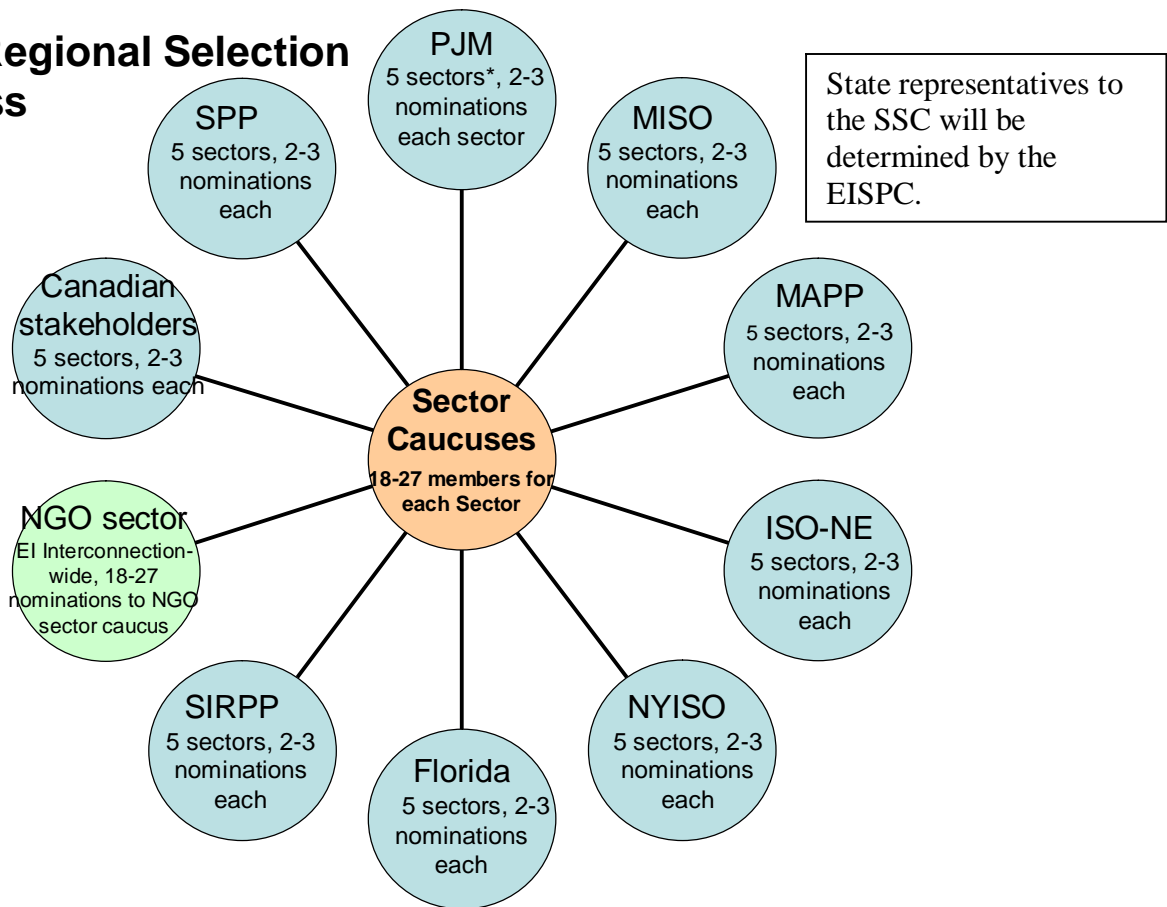 Regional Selection
ss
PJM
5 sectors*, 2-3
nominations
each sector
State representatives to
the SSC will be
determined by the
EISPC.
SPP
5 sectors, 2-3
nominations
each
MISO
5 sectors, 2-3
nominations
each
Canadian
stakeholders
5 sectors, 2-3
nominations each
MAPP
5 sectors, 2-3
nominations
each
Sector
Caucuses
18-27 members for
each Sector
NGO sector
EI Interconnection-
wide, 18-27
nominations to NGO
sector caucus
ISO-NE
5 sectors, 2-3
nominations
each
SIRPP
5 sectors, 2-3
nominations
each
NYISO
5 sectors, 2-3
nominations
each
Florida
5 sectors, 2-3
nominations
each